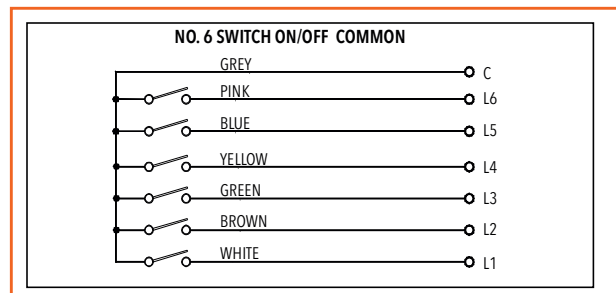 NO. 6 SWITCH ON/OFF COMMON
GREY C
PINK L6
BLUE L5
YELLOW L4
GREEN L3
BROWN L2
WHITE L1